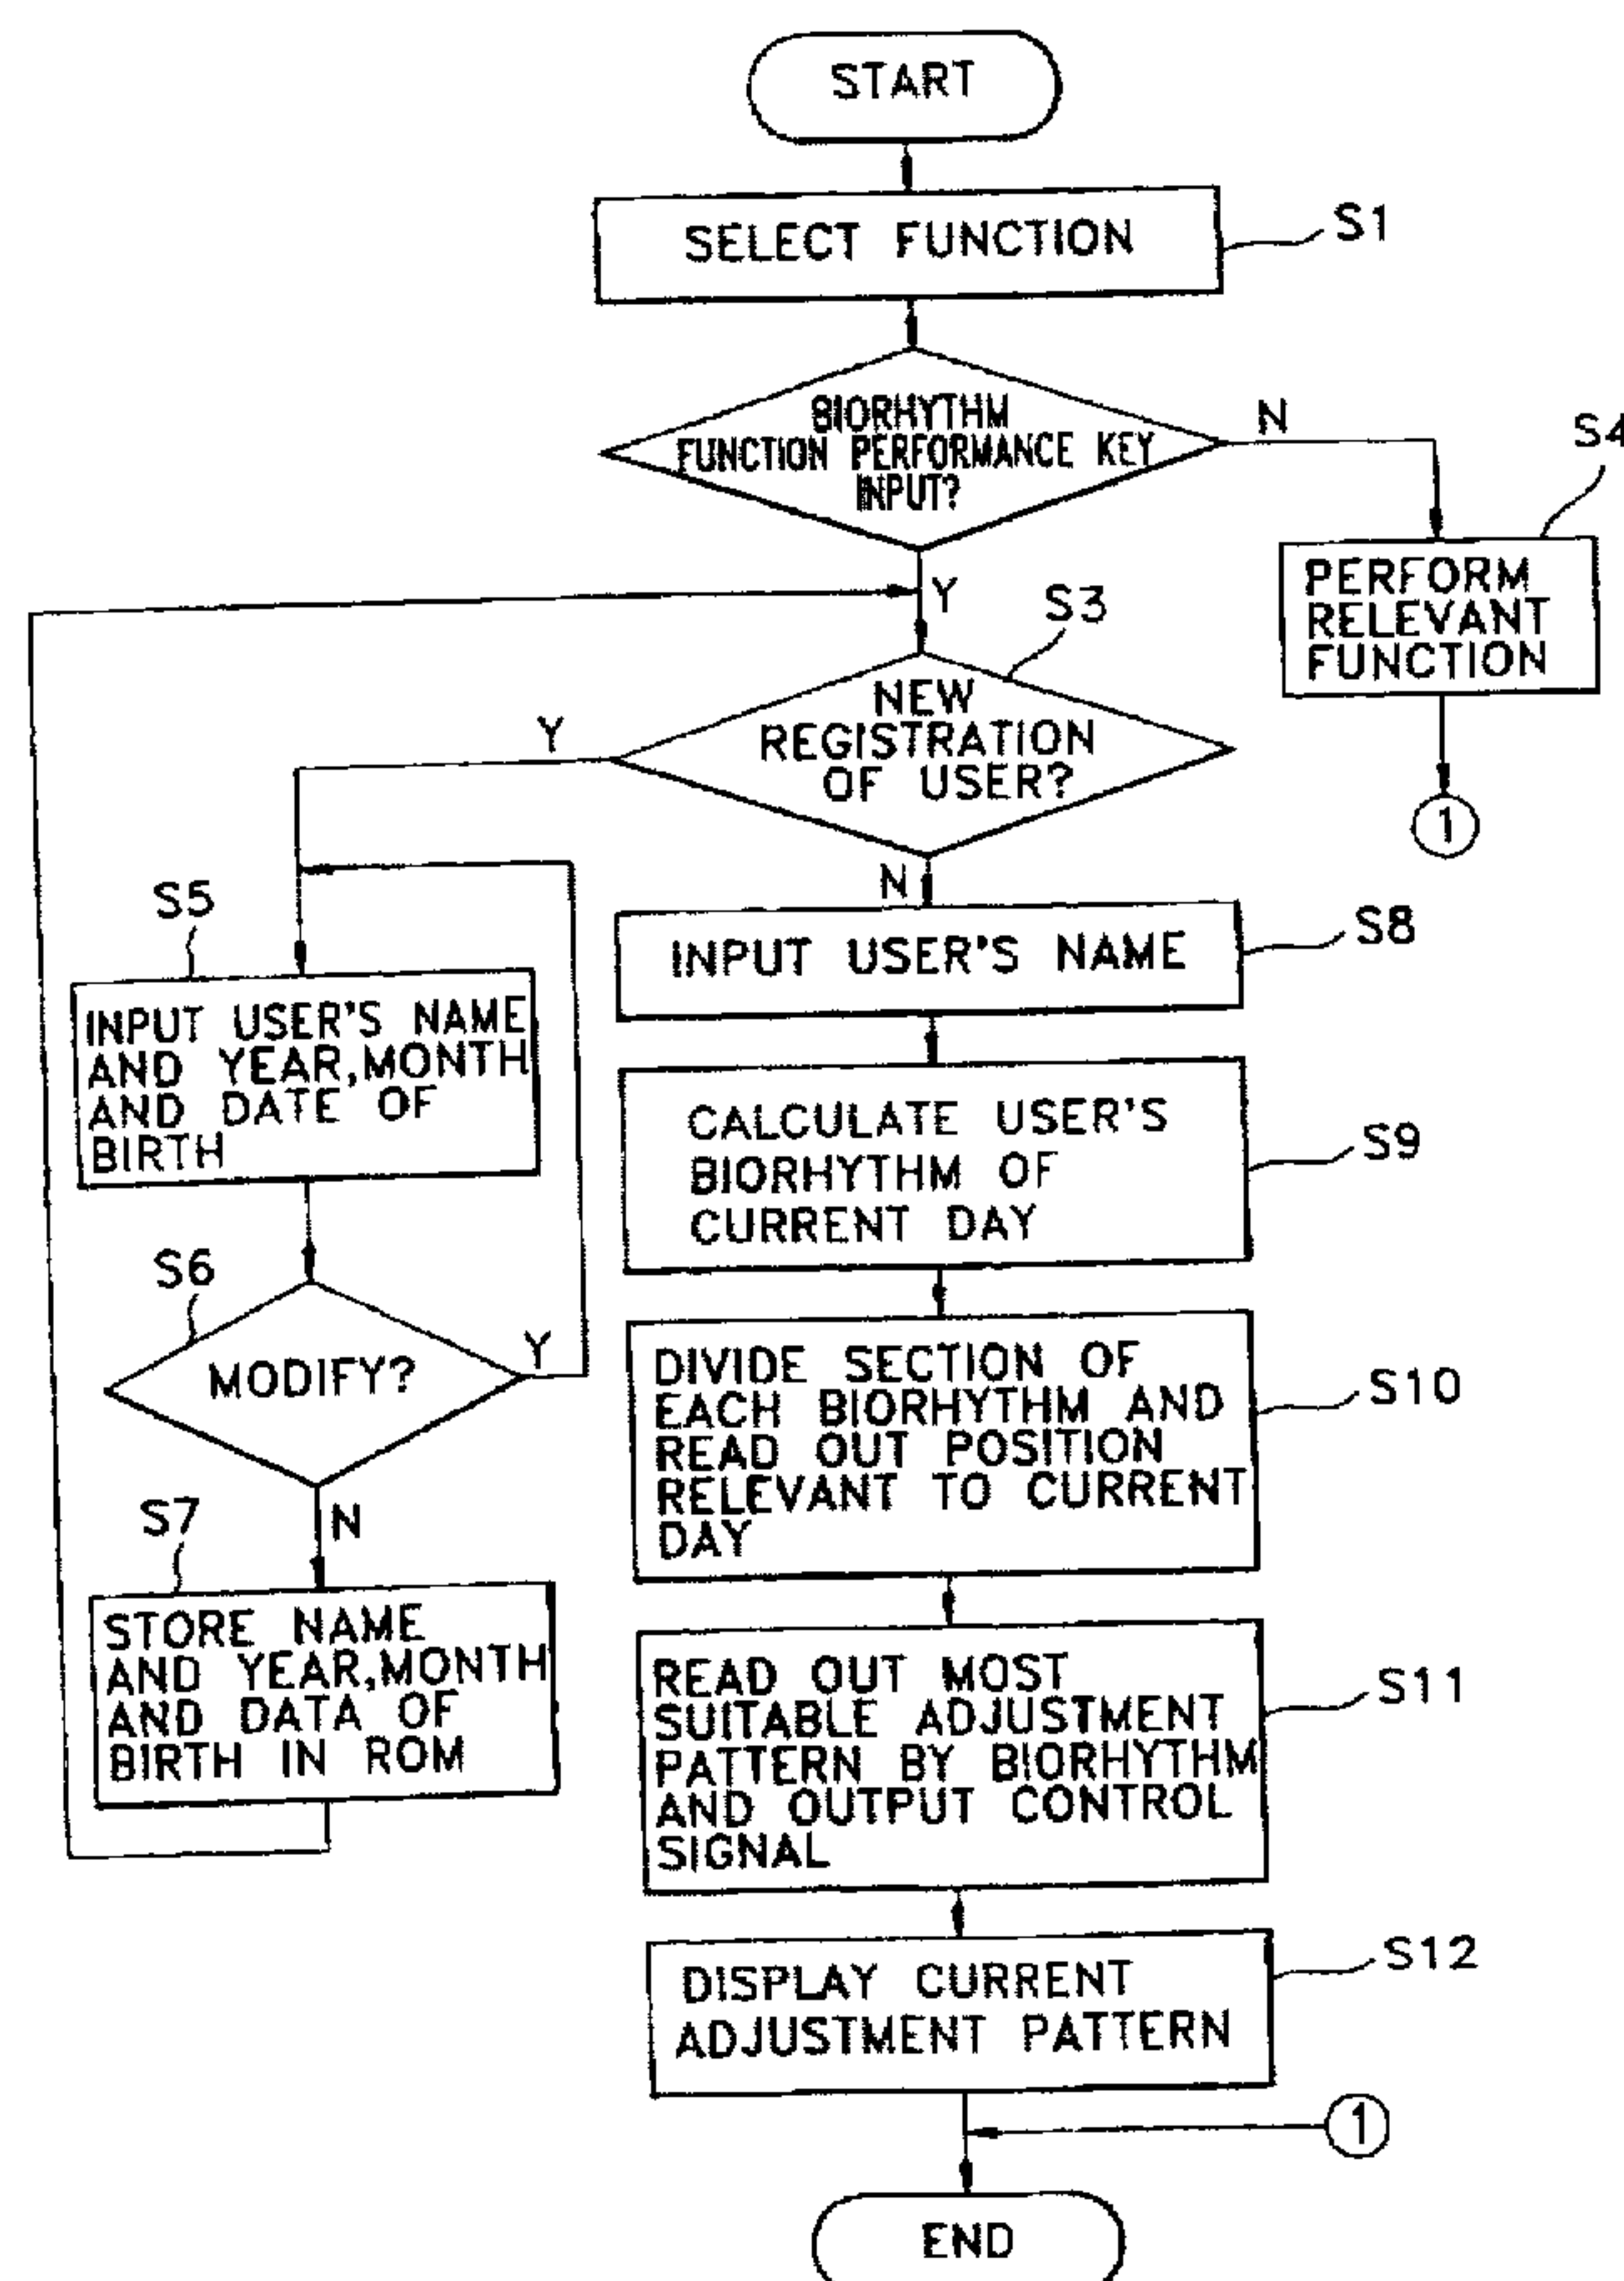 START
SELECT FUNCTION
S1
BIORHYTHM
FUNCTION PERFORMANCE KEY
INPUT?
N
S4
PERFORM
RELEVANT
FUNCTION
1
Y
S3
NEW
REGISTRATION
OF USER?
Y
N
S5
INPUT USER'S NAME
AND YEAR,MONTH
AND DATE OF
BIRTH
S6
MODIFY?
Y
N
S7
STORE NAME
AND YEAR,MONTH
AND DATA OF
BIRTH IN ROM
INPUT USER'S NAME
S8
CALCULATE USER'S
BIORHYTHM OF
CURRENT DAY
S9
DIVIDE SECTION OF
EACH BIORHYTHM AND
READ OUT POSITION
RELEVANT TO CURRENT
DAY
S10
READ OUT MOST
SUITABLE ADJUSTMENT
PATTERN BY BIORHYTHM
AND OUTPUT CONTROL
SIGNAL
S11
DISPLAY CURRENT
ADJUSTMENT PATTERN
S12
1
END